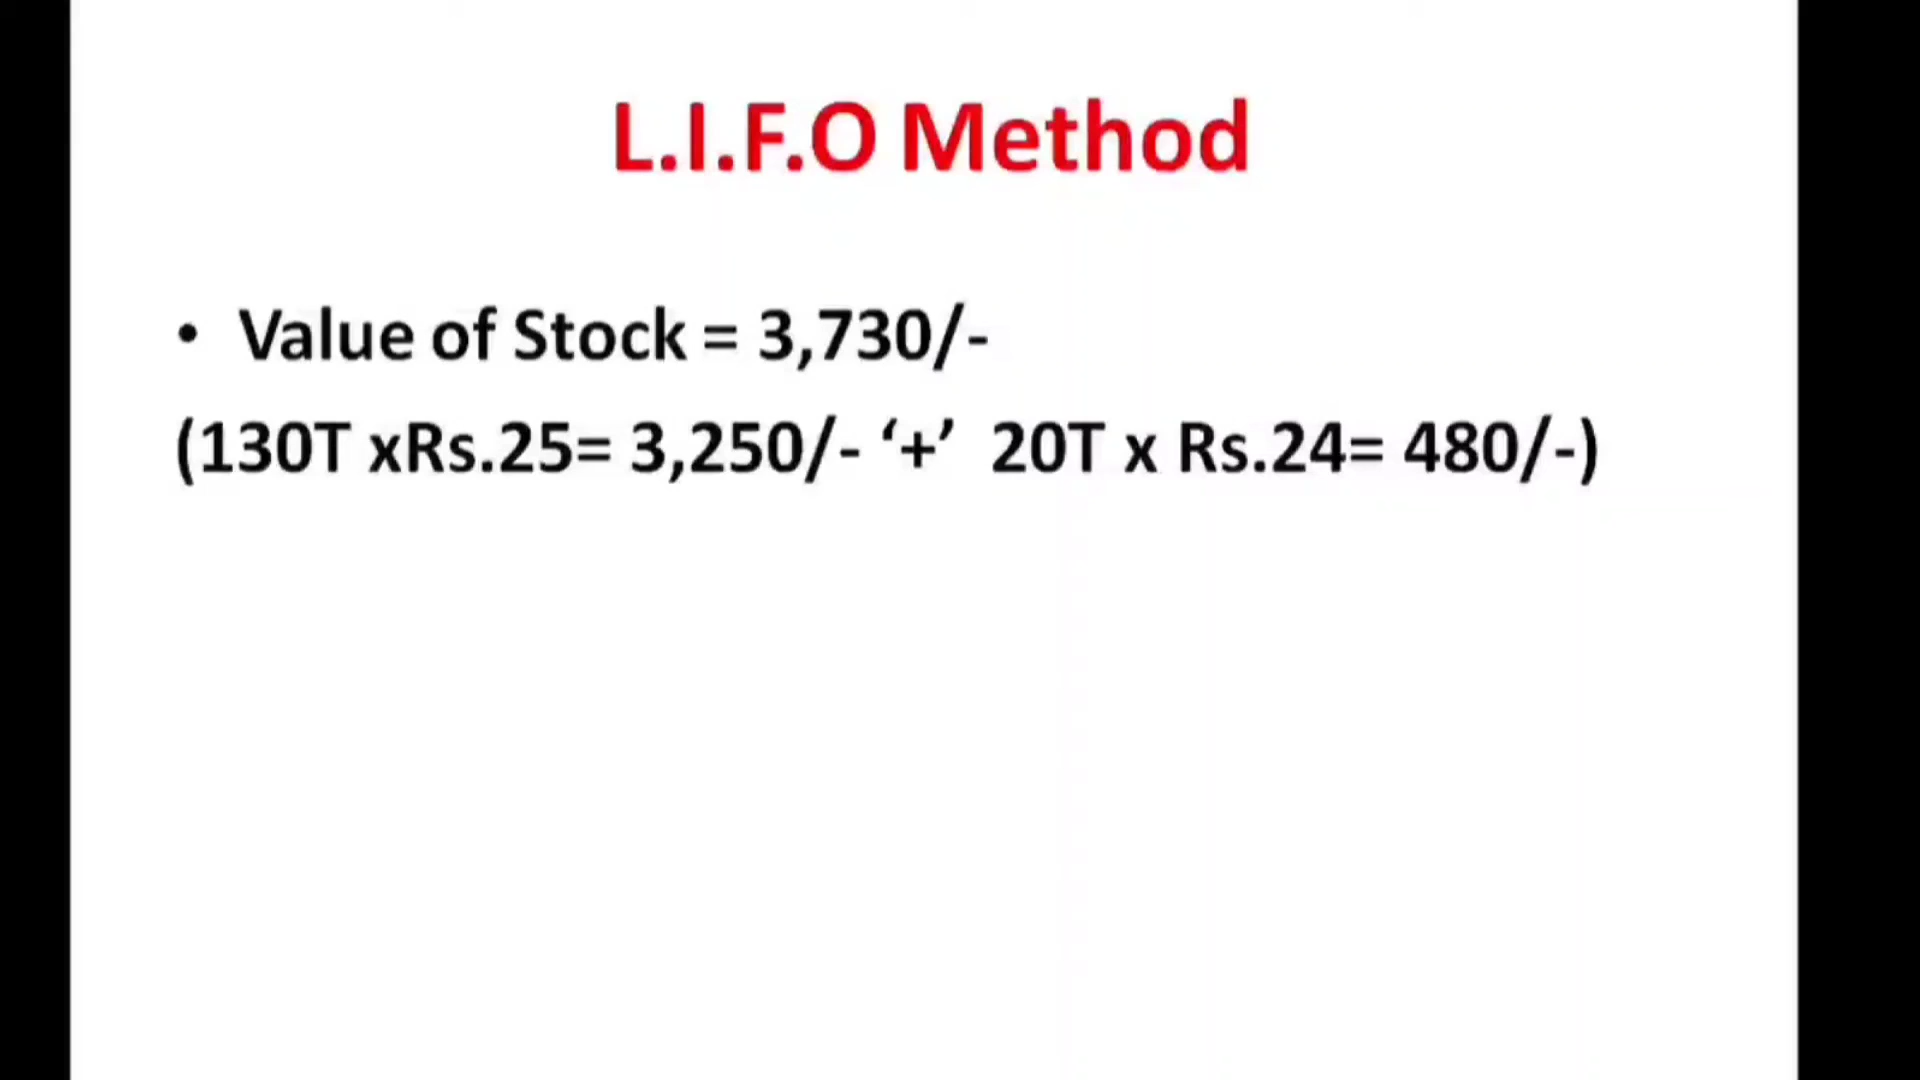 L.I.F.O Method
• Value of Stock = 3,730/-
(130T xRs.25= 3,250/- ‘+’ 20T x Rs.24= 480/-)